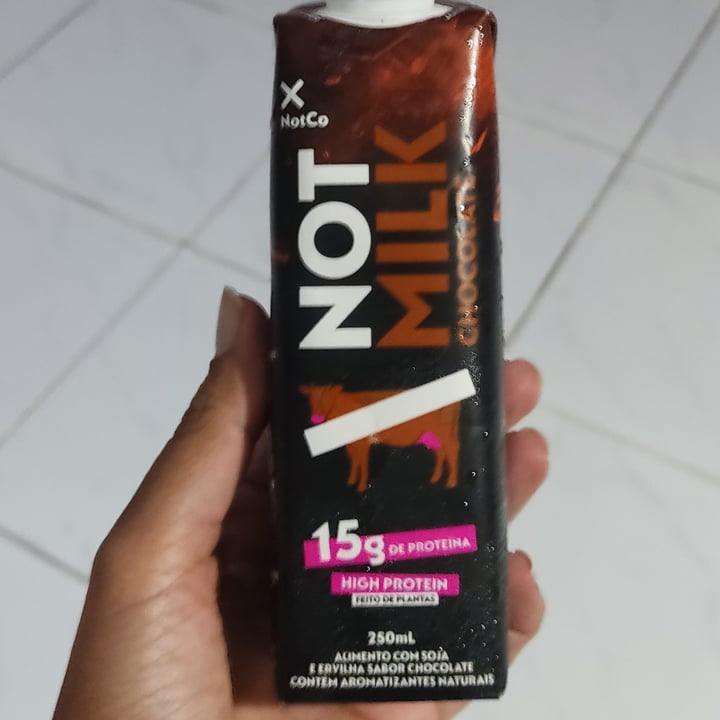 NotCo
NOT
MILK
CHOCOLATE
15g DE PROTEÍNA
HIGH PROTEIN
FEITO DE PLANTAS
250mL
ALIMENTO COM SOJA
E ERVILHA SABOR CHOCOLATE
CONTÉM AROMATIZANTES NATURAIS